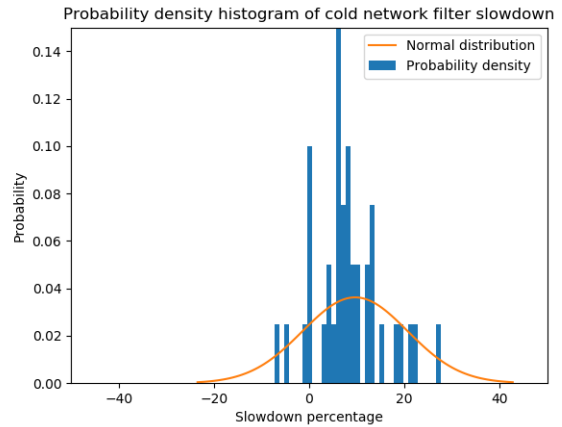 Probability density histogram of cold network filter slowdown
Normal distribution
Probability density
Probability
0.14
0.12
0.10
0.08
0.06
0.04
0.02
0.00
−40
−20
0
20
40
Slowdown percentage